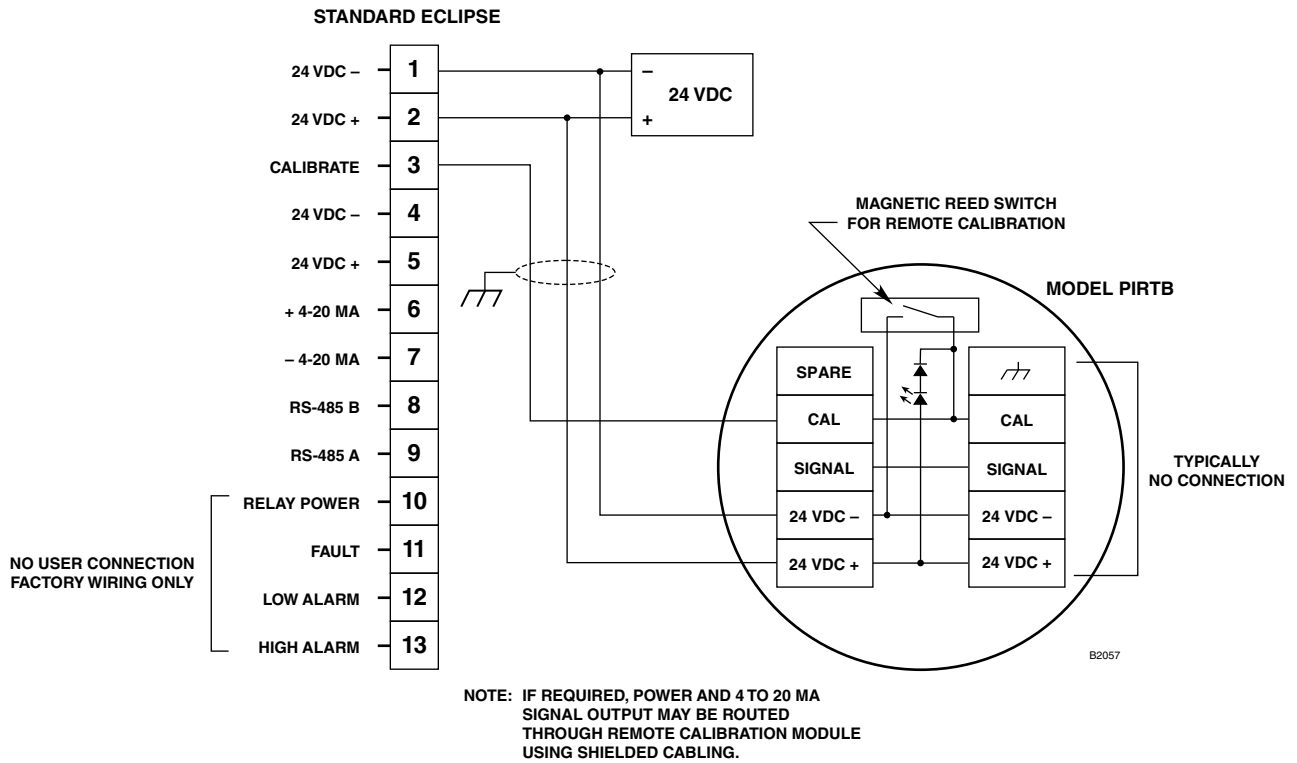 STANDARD ECLIPSE
24 VDC –
1
24 VDC +
2
CALIBRATE
3
24 VDC –
4
24 VDC +
5
+ 4-20 MA
6
– 4-20 MA
7
RS-485 B
8
RS-485 A
9
RELAY POWER
10
FAULT
11
LOW ALARM
12
HIGH ALARM
13
NO USER CONNECTION
FACTORY WIRING ONLY
–
24 VDC
+
MAGNETIC REED SWITCH
FOR REMOTE CALIBRATION
MODEL PIRTB
SPARE
CAL
CAL
SIGNAL
SIGNAL
24 VDC –
24 VDC –
24 VDC +
24 VDC +
TYPICALLY
NO CONNECTION
B2057
NOTE: IF REQUIRED, POWER AND 4 TO 20 MA
SIGNAL OUTPUT MAY BE ROUTED
THROUGH REMOTE CALIBRATION MODULE
USING SHIELDED CABLING.